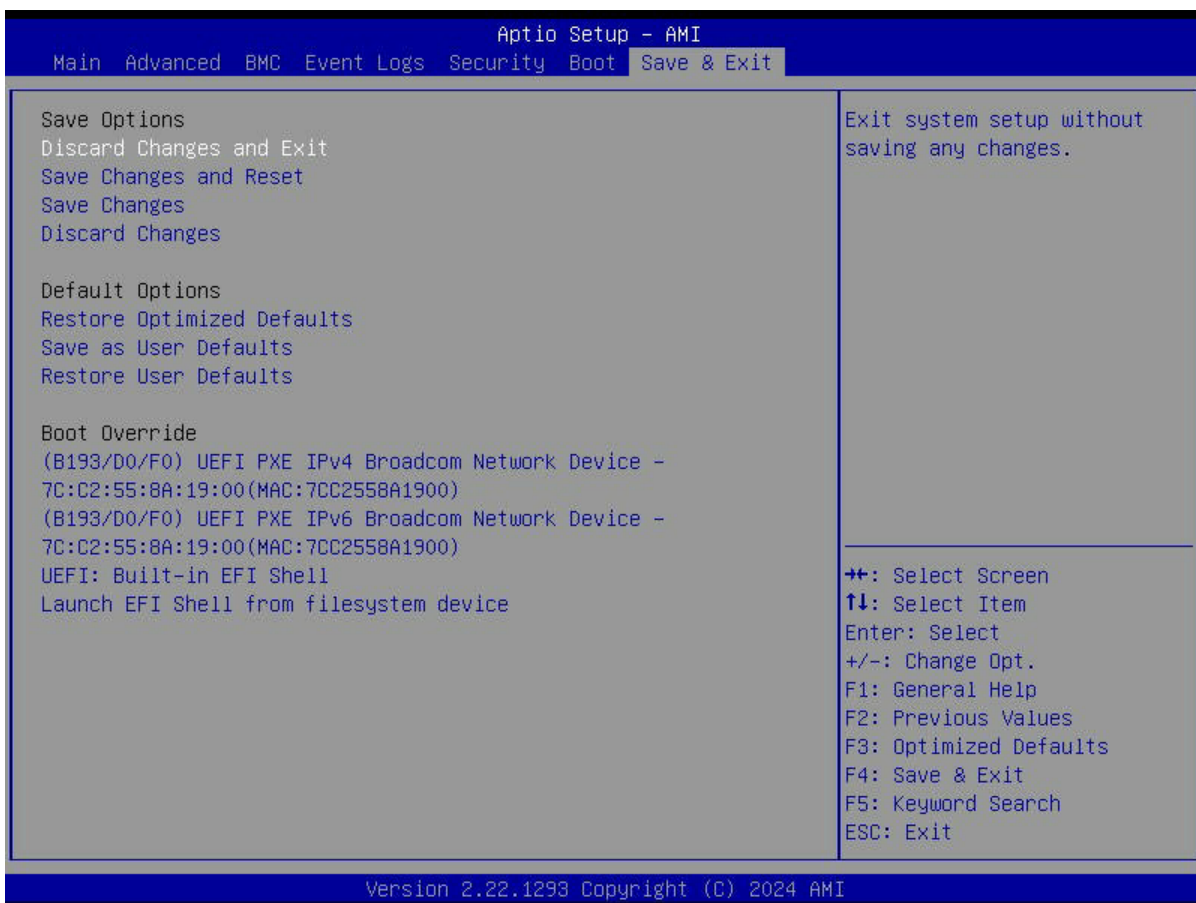 Aptio Setup – AMI
Main Advanced BMC Event Logs Security Boot Save & Exit
Save Options
Discard Changes and Exit
Save Changes and Reset
Save Changes
Discard Changes
Default Options
Restore Optimized Defaults
Save as User Defaults
Restore User Defaults
Boot Override
(B193/D0/F0) UEFI PXE IPv4 Broadcom Network Device –
7C:C2:55:8A:19:00(MAC:7CC2558A1900)
(B193/D0/F0) UEFI PXE IPv6 Broadcom Network Device –
7C:C2:55:8A:19:00(MAC:7CC2558A1900)
UEFI: Built-in EFI Shell
Launch EFI Shell from filesystem device
Exit system setup without
saving any changes.
→←: Select Screen
↑↓: Select Item
Enter: Select
+/-: Change Opt.
F1: General Help
F2: Previous Values
F3: Optimized Defaults
F4: Save & Exit
F5: Keyword Search
ESC: Exit
Version 2.22.1293 Copyright (C) 2024 AMI